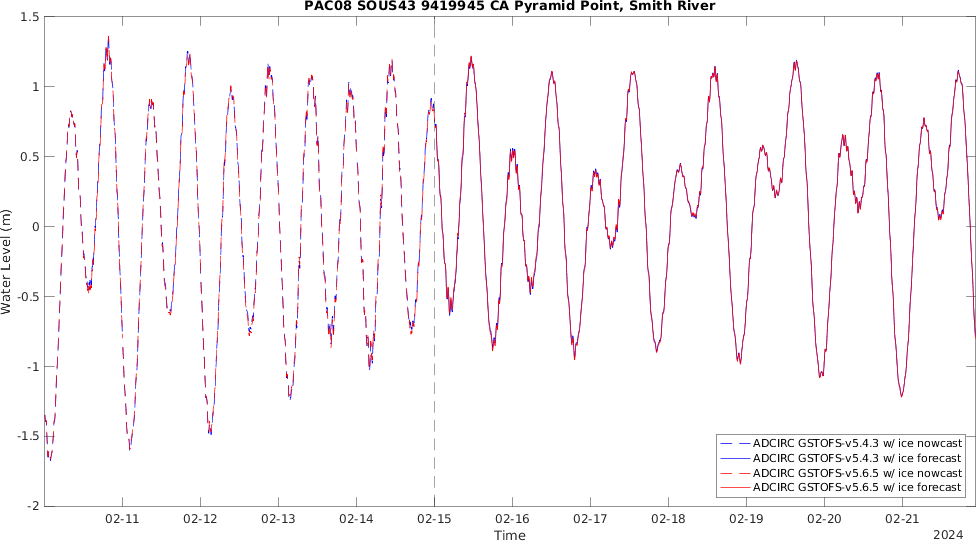 PAC08 SOUS43 9419945 CA Pyramid Point, Smith River
1.5
1
0.5
0
-0.5
-1
-1.5
-2
Water Level (m)
02-11 02-12 02-13 02-14 02-15 02-16 02-17 02-18 02-19 02-20 02-21
Time
2024
ADCIRC GSTOFS-v5.4.3 w/ ice nowcast
ADCIRC GSTOFS-v5.4.3 w/ ice forecast
ADCIRC GSTOFS-v5.6.5 w/ ice nowcast
ADCIRC GSTOFS-v5.6.5 w/ ice forecast